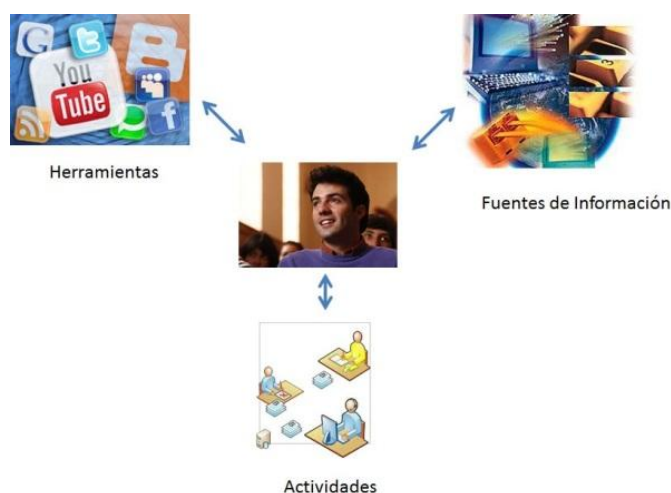 You
Tube
Herramientas
Fuentes de Información
Actividades